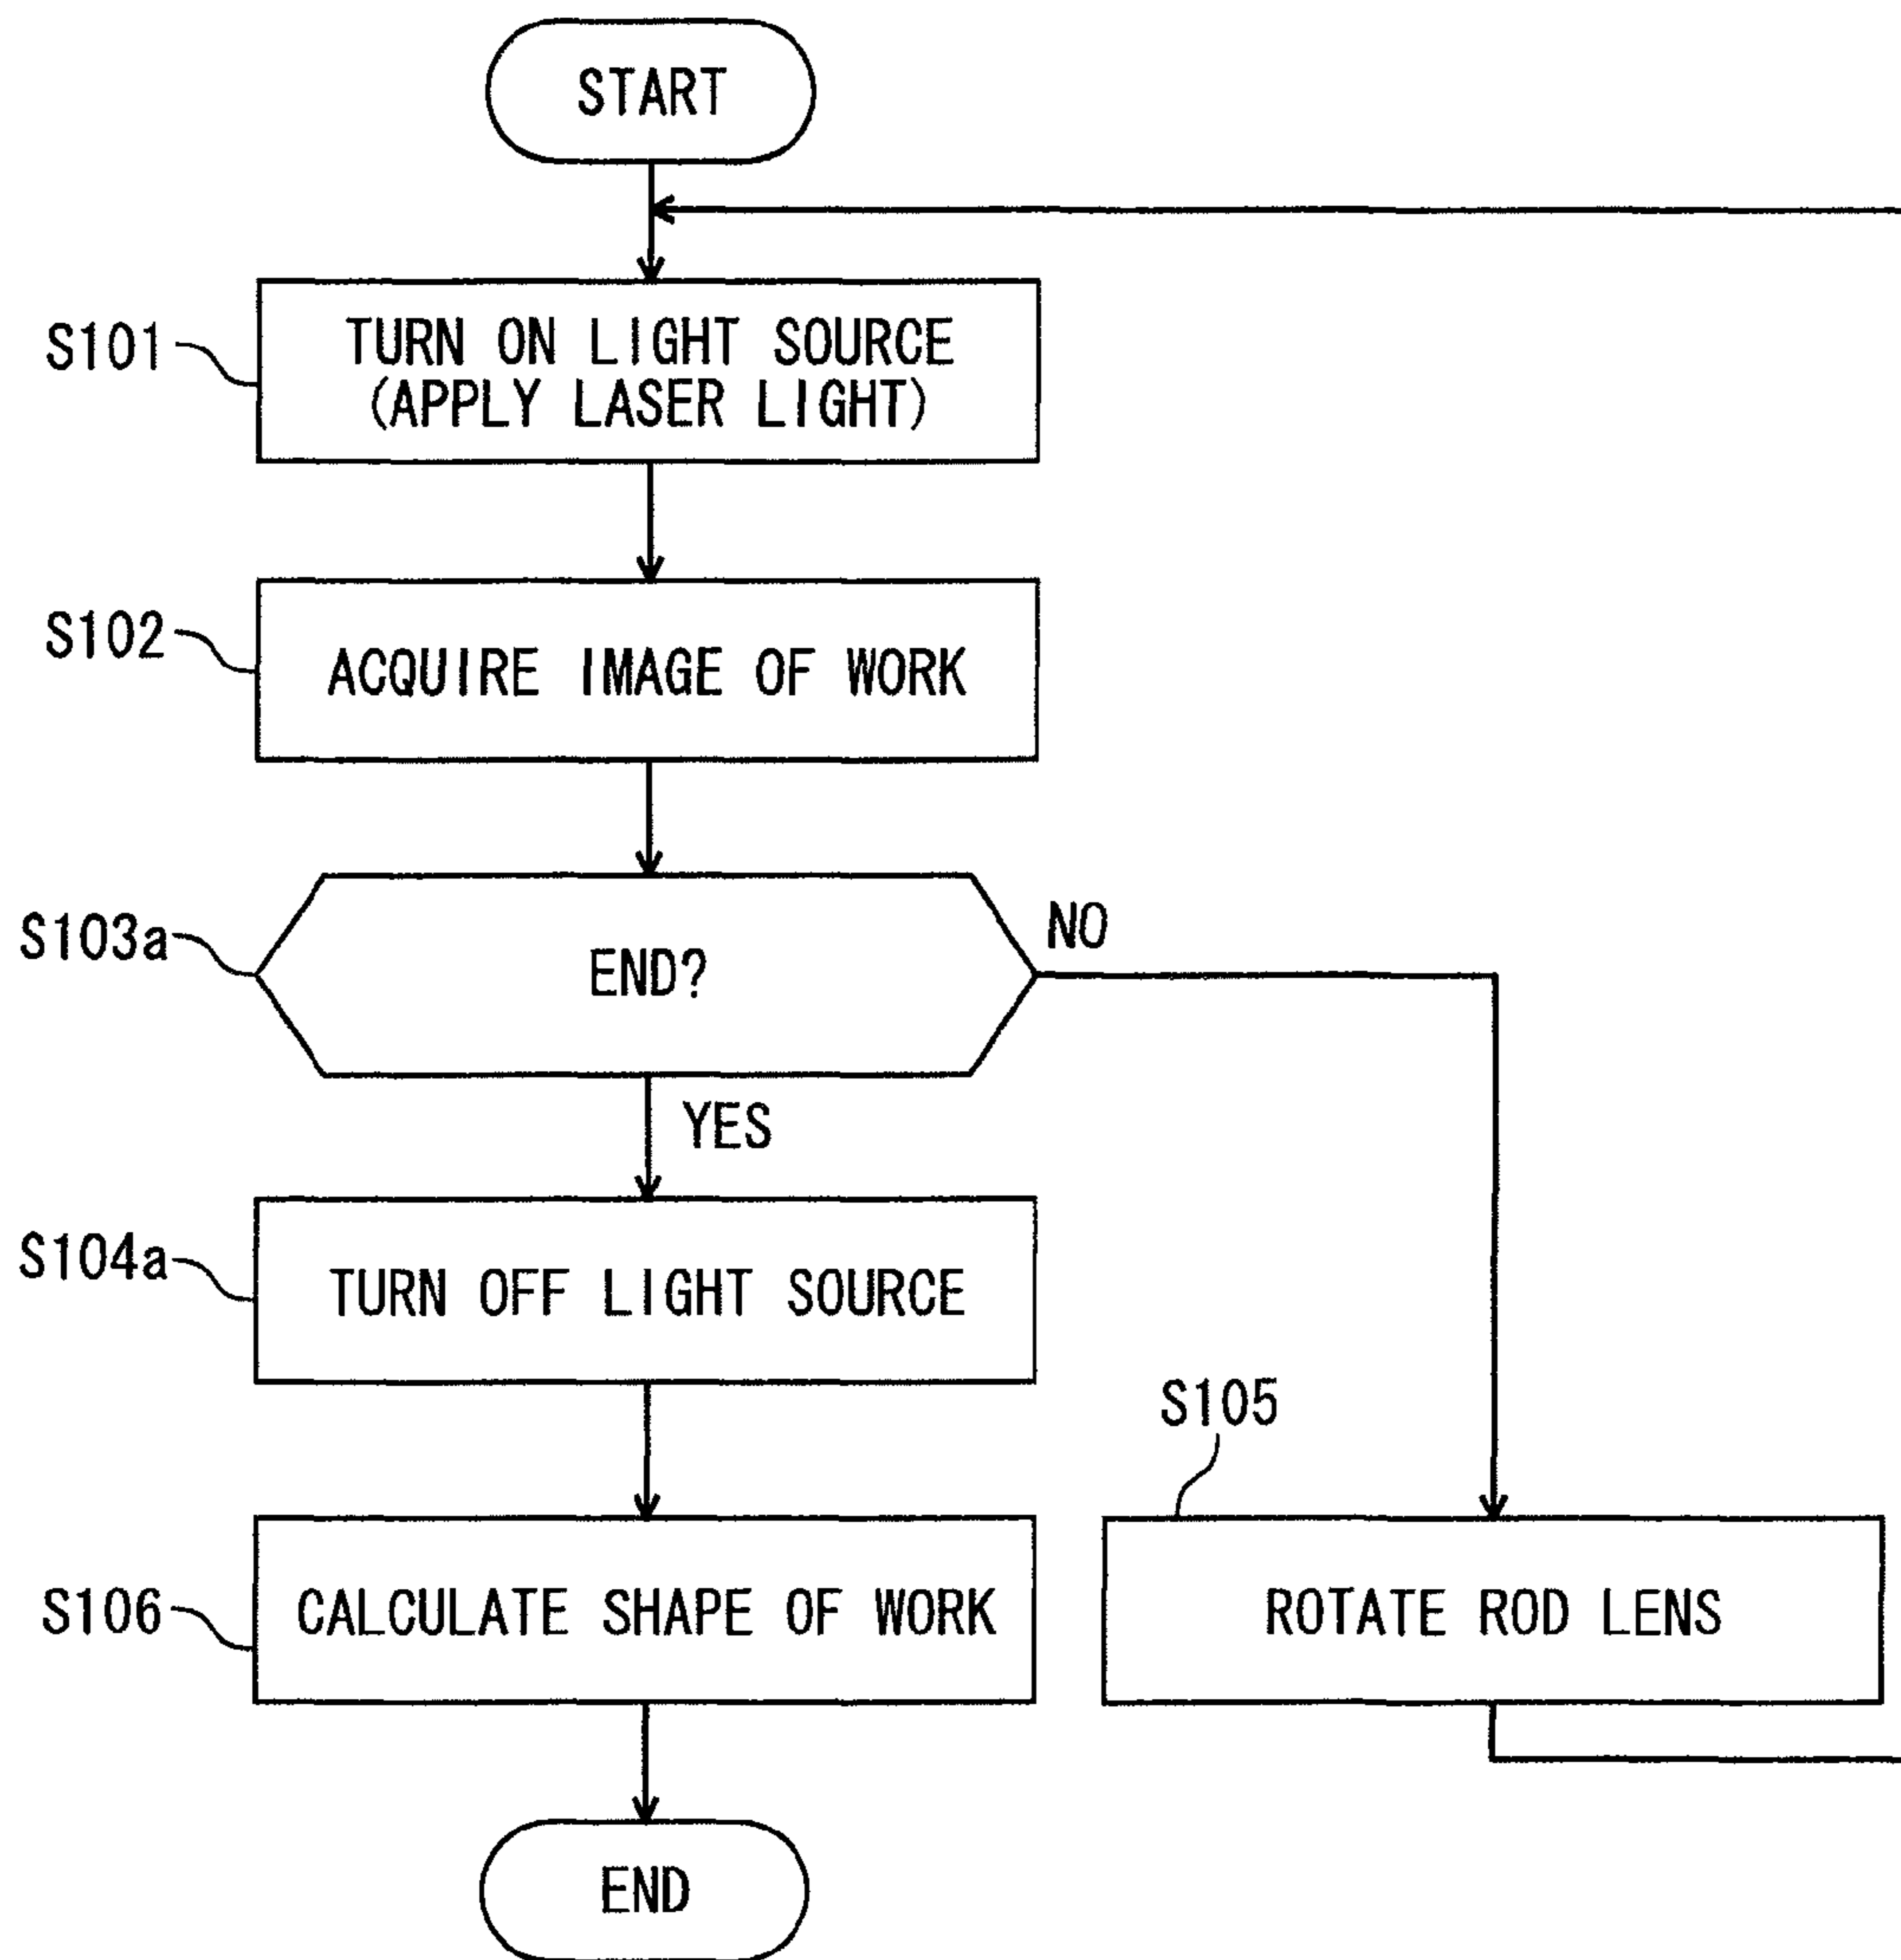 START
S101
TURN ON LIGHT SOURCE
(APPLY LASER LIGHT)
S102
ACQUIRE IMAGE OF WORK
S103a
END?
NO
YES
S104a
TURN OFF LIGHT SOURCE
S105
S106
CALCULATE SHAPE OF WORK
ROTATE ROD LENS
END